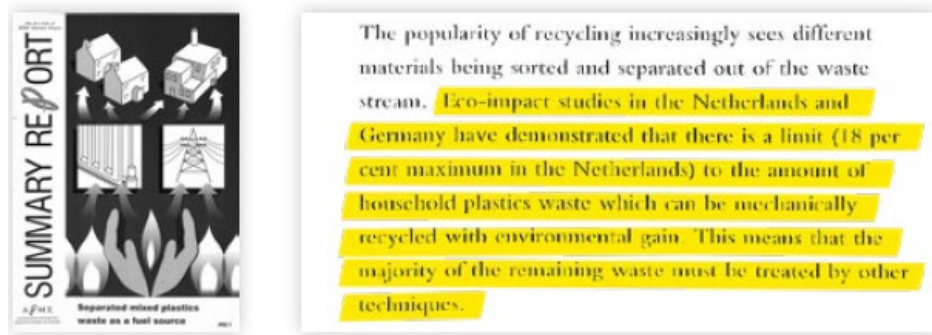 SUMMARY REPORT
APME
Separated mixed plastics
waste as a fuel source
The popularity of recycling increasingly sees different
materials being sorted and separated out of the waste
stream. Eco-impact studies in the Netherlands and
Germany have demonstrated that there is a limit (18 per
cent maximum in the Netherlands) to the amount of
household plastics waste which can be mechanically
recycled with environmental gain. This means that the
majority of the remaining waste must be treated by other
techniques.